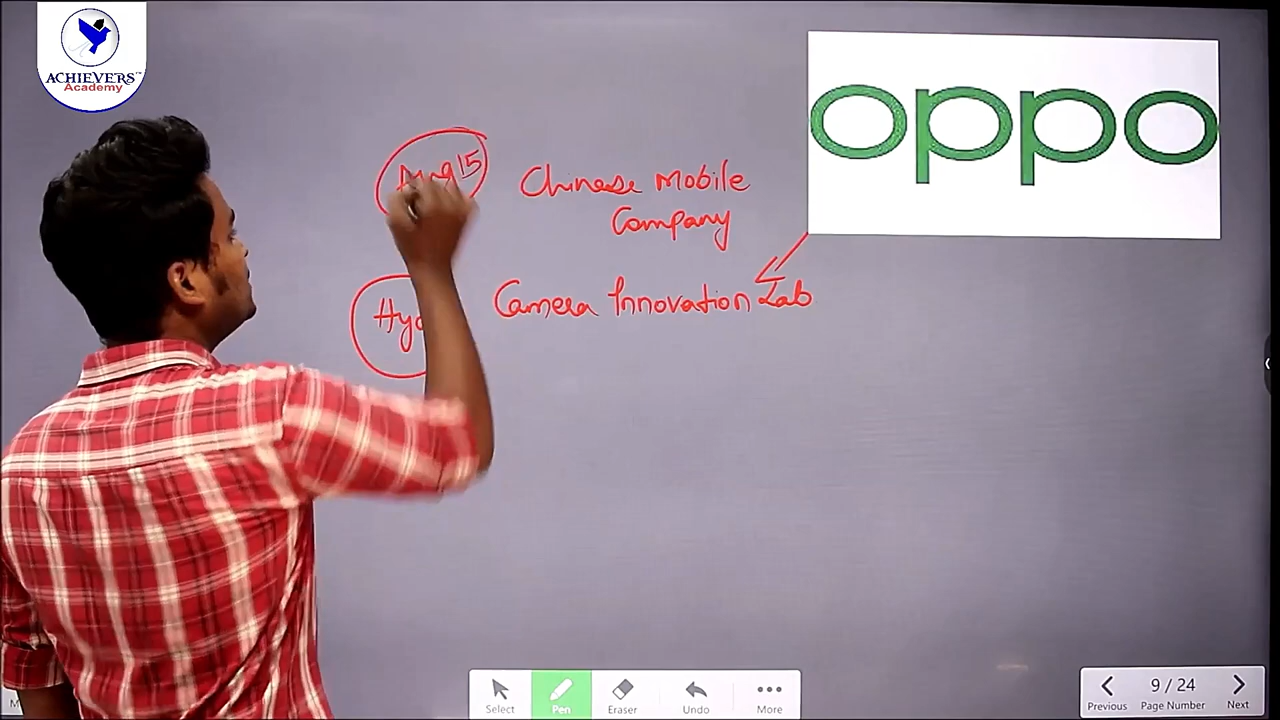 ACHIEVERS™
Academy
oppo
Aug 15
Chinese Mobile
Company
Camera Innovation Lab
Select
Pen
Eraser
Undo
More
9 / 24
Previous
Page Number
Next